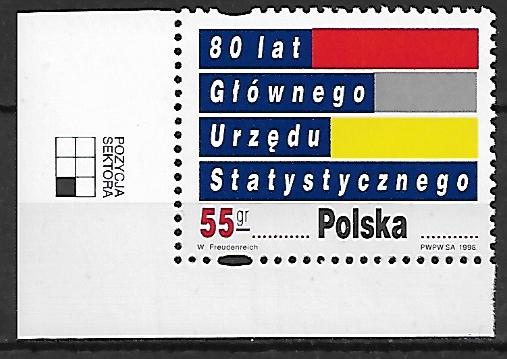 80 lat
Głównego
Urzędu
Statystycznego
55gr .......... Polska ..........
W. Freudenreich PWPW SA 1998
POZYCJA
SEKTORA